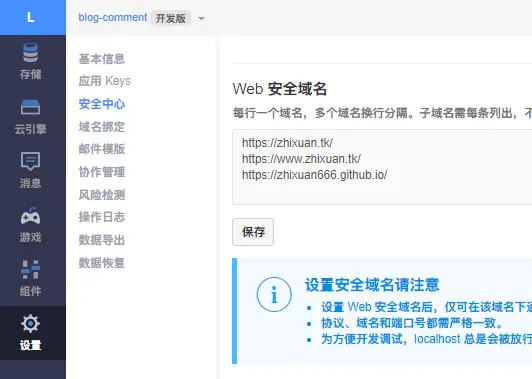 L
blog-comment 开发版
存储
云引擎
消息
游戏
组件
设置
基本信息
应用 Keys
安全中心
域名绑定
邮件模版
协作管理
风险检测
操作日志
数据导出
数据恢复
Web 安全域名
每行一个域名，多个域名换行分隔。子域名需每条列出，不
https://zhixuan.tk/
https://www.zhixuan.tk/
https://zhixuan666.github.io/
保存
设置安全域名请注意
设置 Web 安全域名后，仅可在该域名下通
协议、域名和端口号都需严格一致。
为方便开发调试，localhost 总是会被放行